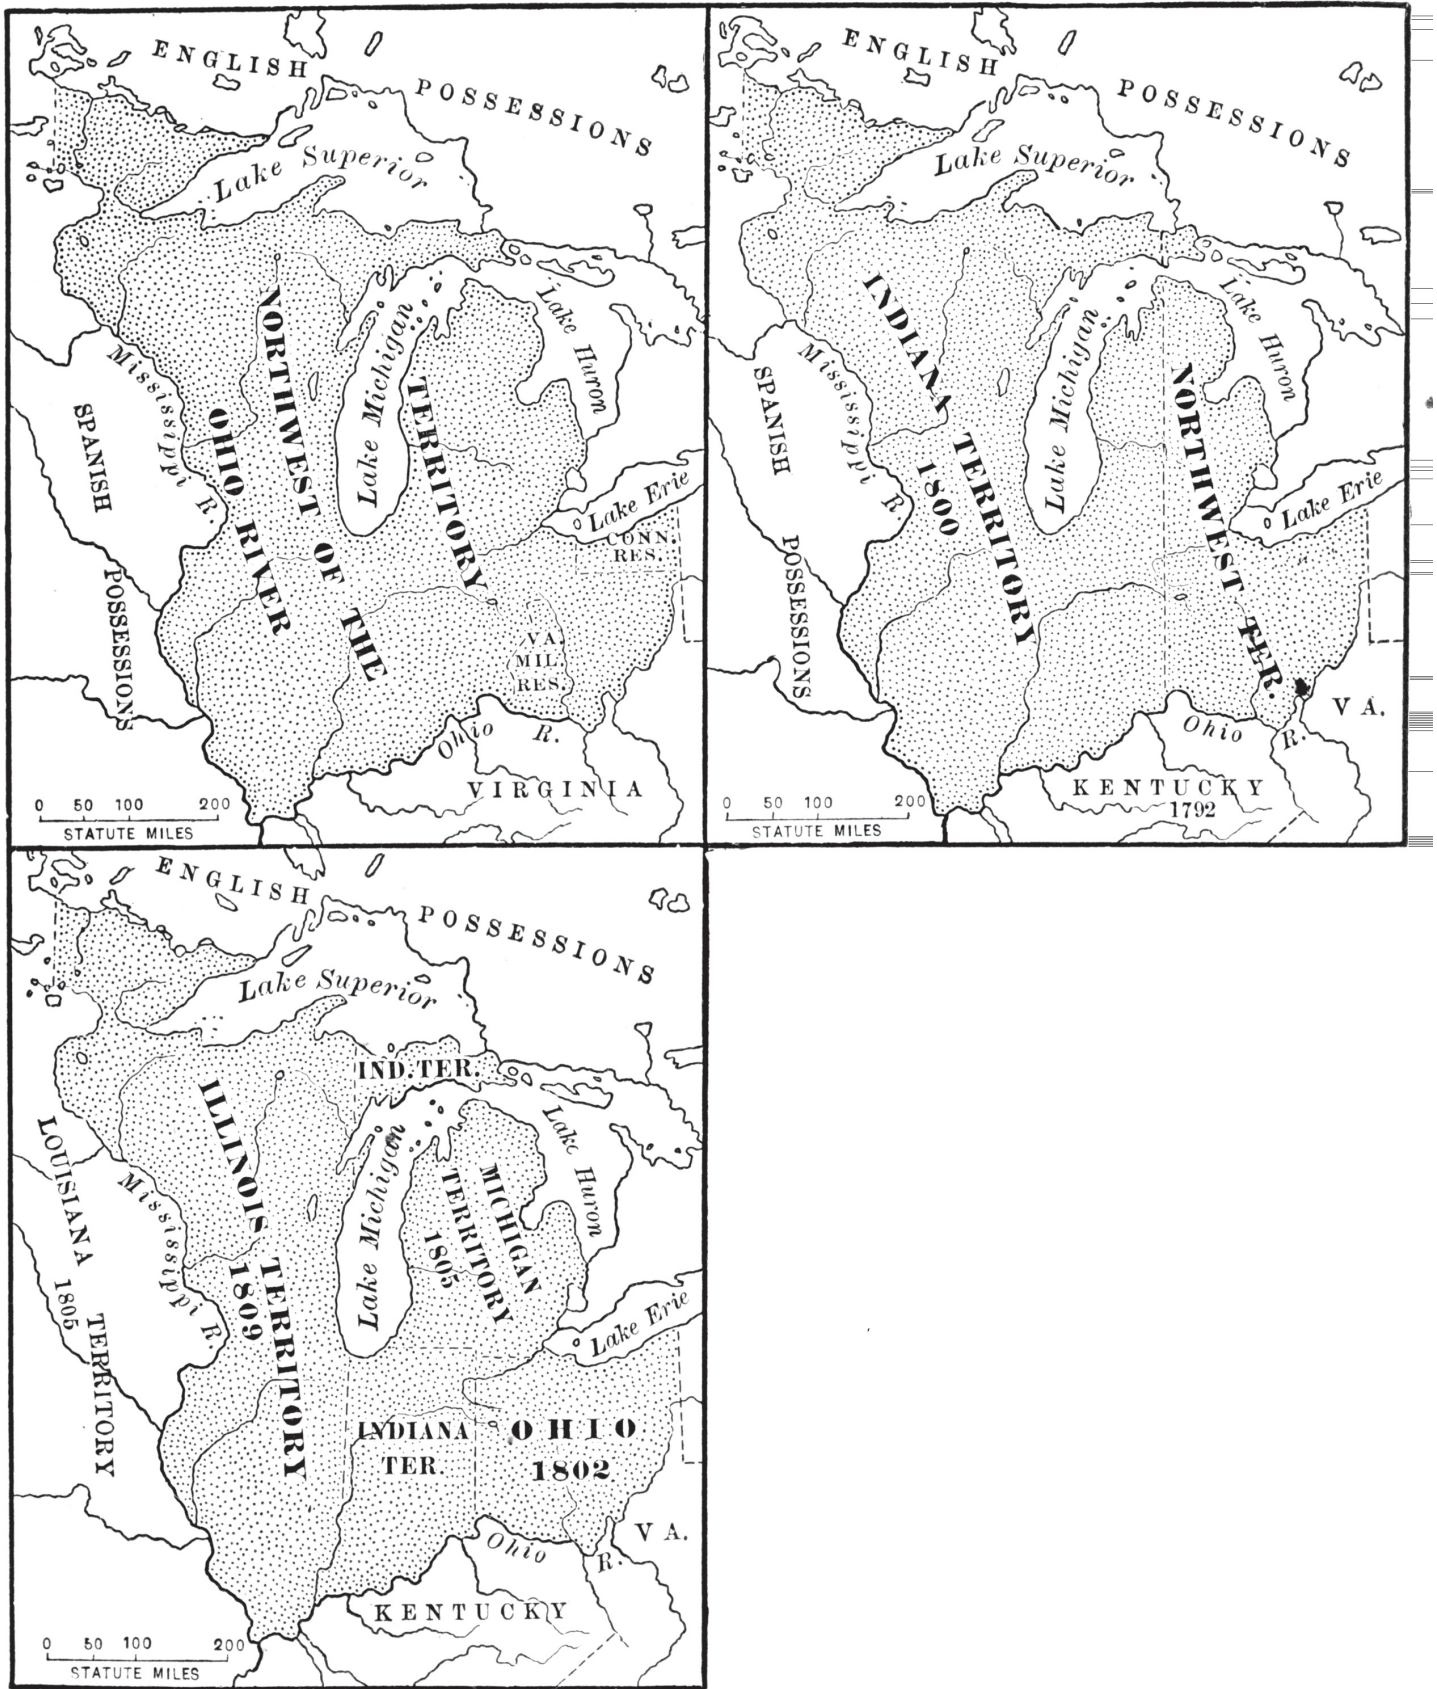 ENGLISH POSSESSIONS
Lake Superior
NORTHWEST OF THE
OHIO RIVER
TERRITORY
Lake Michigan
Lake Huron
Mississippi R.
SPANISH
POSSESSIONS
Lake Erie
CONN.
RES.
VA.
MIL.
RES.
Ohio R.
VIRGINIA
0 50 100 200
STATUTE MILES
ENGLISH POSSESSIONS
Lake Superior
INDIANA TERRITORY
1800
Lake Michigan
Lake Huron
NORTHWEST TER.
Mississippi R.
SPANISH
POSSESSIONS
Lake Erie
VA.
Ohio R.
KENTUCKY
1792
0 50 100 200
STATUTE MILES
ENGLISH POSSESSIONS
Lake Superior
IND. TER.
ILLINOIS TERRITORY
1809
Lake Michigan
MICHIGAN
TERRITORY
1805
Lake Huron
LOUISIANA TERRITORY
1805
Mississippi R.
Lake Erie
INDIANA
TER.
OHIO
1802
VA.
Ohio R.
KENTUCKY
0 50 100 200
STATUTE MILES